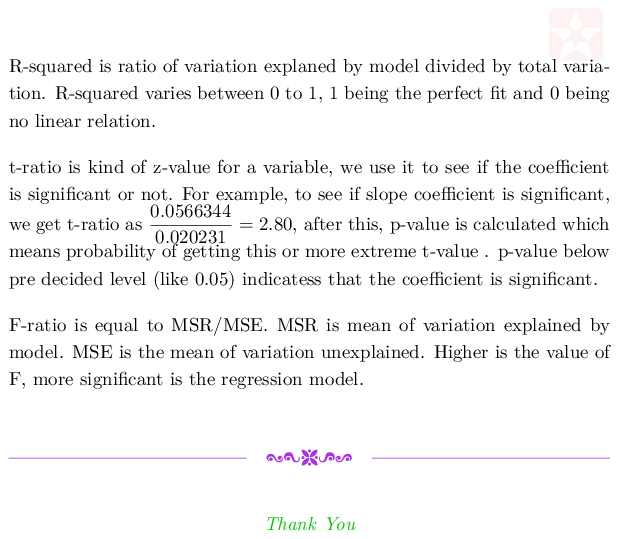 R-squared is ratio of variation explaned by model divided by total varia-
tion. R-squared varies between 0 to 1, 1 being the perfect fit and 0 being
no linear relation.
t-ratio is kind of z-value for a variable, we use it to see if the coefficient
is significant or not. For example, to see if slope coefficient is significant,
we get t-ratio as 0.0566344/0.020231 = 2.80, after this, p-value is calculated which
means probability of getting this or more extreme t-value . p-value below
pre decided level (like 0.05) indicatess that the coefficient is significant.
F-ratio is equal to MSR/MSE. MSR is mean of variation explained by
model. MSE is the mean of variation unexplained. Higher is the value of
F, more significant is the regression model.
Thank You